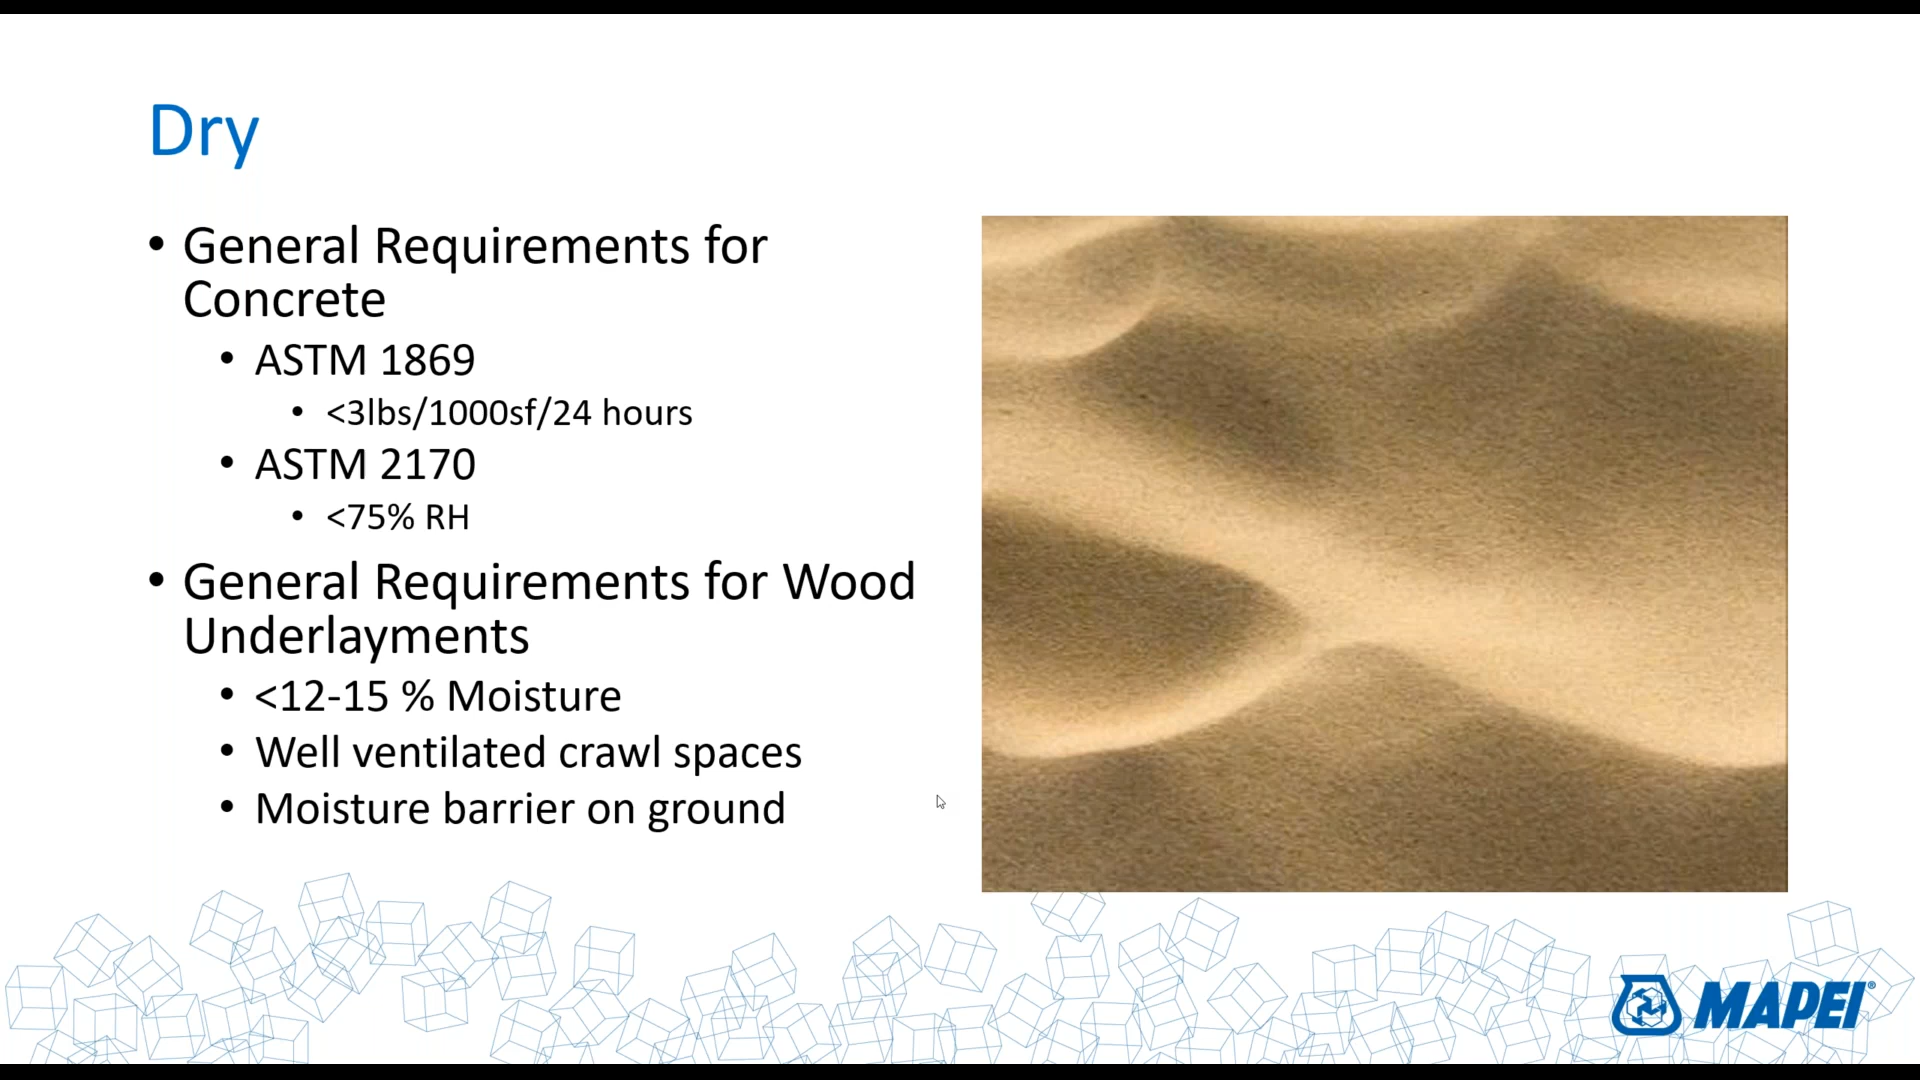 Dry
• General Requirements for
Concrete
• ASTM 1869
• <3lbs/1000sf/24 hours
• ASTM 2170
• <75% RH
• General Requirements for Wood
Underlayments
• <12-15 % Moisture
• Well ventilated crawl spaces
• Moisture barrier on ground
MAPEI®